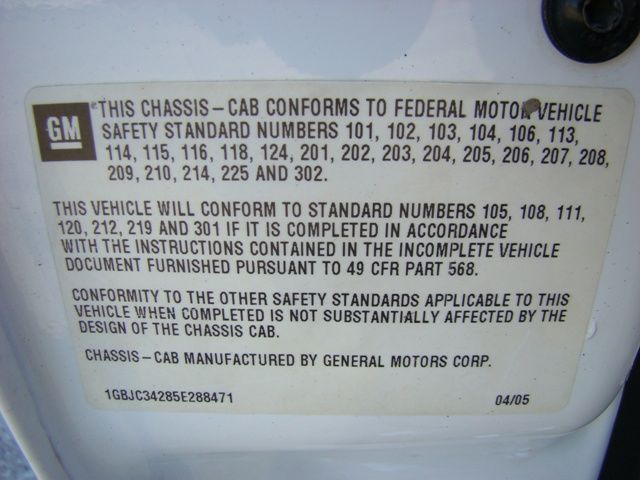 GM
THIS CHASSIS-CAB CONFORMS TO FEDERAL MOTOR VEHICLE
SAFETY STANDARD NUMBERS 101, 102, 103, 104, 106, 113,
114, 115, 116, 118, 124, 201, 202, 203, 204, 205, 206, 207, 208,
209, 210, 214, 225 AND 302.
THIS VEHICLE WILL CONFORM TO STANDARD NUMBERS 105, 108, 111,
120, 212, 219 AND 301 IF IT IS COMPLETED IN ACCORDANCE
WITH THE INSTRUCTIONS CONTAINED IN THE INCOMPLETE VEHICLE
DOCUMENT FURNISHED PURSUANT TO 49 CFR PART 568.
CONFORMITY TO THE OTHER SAFETY STANDARDS APPLICABLE TO THIS
VEHICLE WHEN COMPLETED IS NOT SUBSTANTIALLY AFFECTED BY THE
DESIGN OF THE CHASSIS CAB.
CHASSIS-CAB MANUFACTURED BY GENERAL MOTORS CORP.
1GBJC34285E288471 04/05